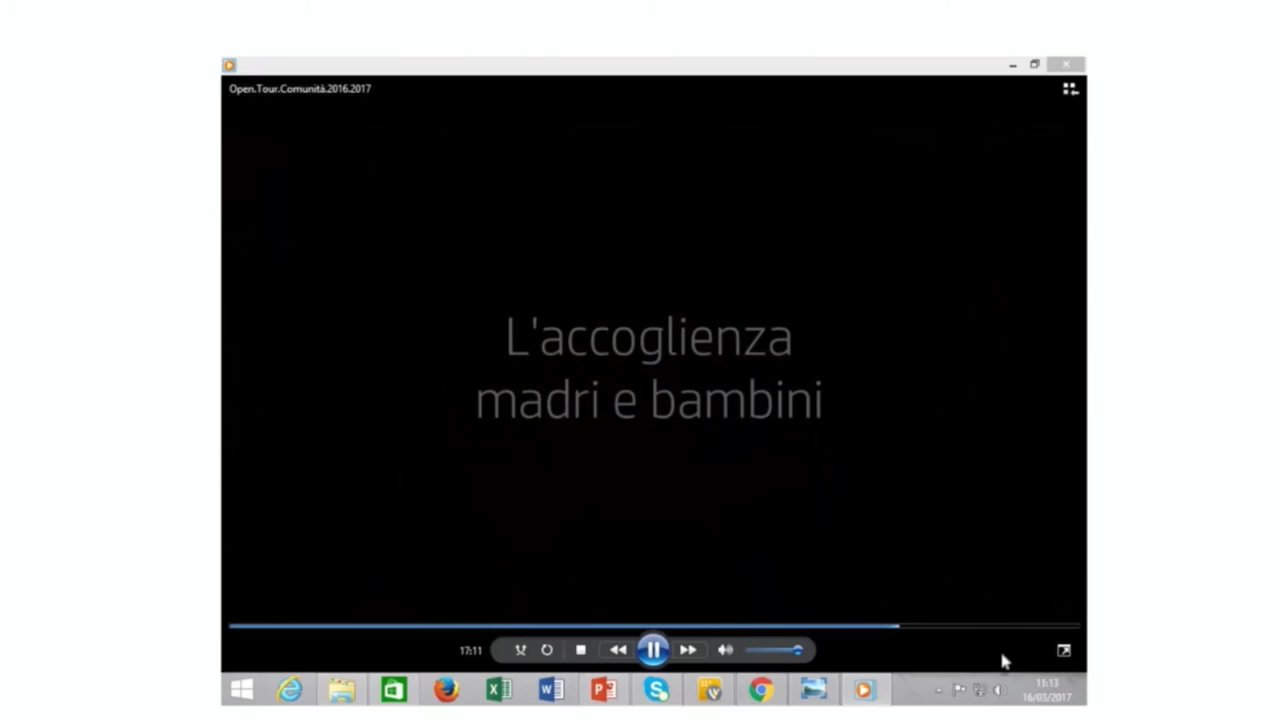 Open.Tour.Comunità.2016.2017
L'accoglienza
madri e bambini
17:11
11:13
16/03/2017